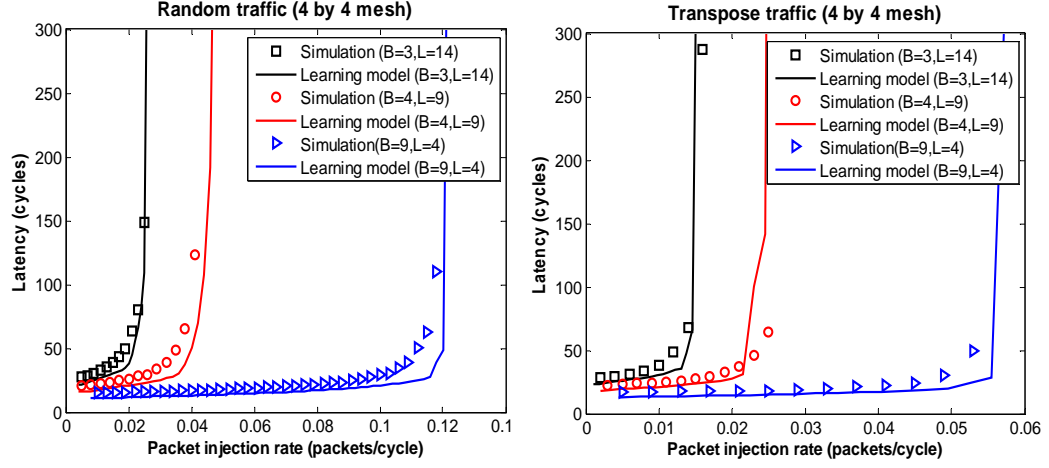 Random traffic (4 by 4 mesh)
300
250
200
150
100
50
0
Latency (cycles)
Simulation (B=3,L=14)
Learning model (B=3,L=14)
Simulation (B=4,L=9)
Learning model (B=4,L=9)
Simulation(B=9,L=4)
Learning model (B=9,L=4)
0 0.02 0.04 0.06 0.08 0.10 0.12 0.1
Packet injection rate (packets/cycle)
Transpose traffic (4 by 4 mesh)
300
250
200
150
100
50
0
Latency (cycles)
Simulation (B=3,L=14)
Learning model (B=3,L=14)
Simulation (B=4,L=9)
Learning model (B=4,L=9)
Simulation(B=9,L=4)
Learning model (B=9,L=4)
0 0.01 0.02 0.03 0.04 0.05 0.06
Packet injection rate (packets/cycle)